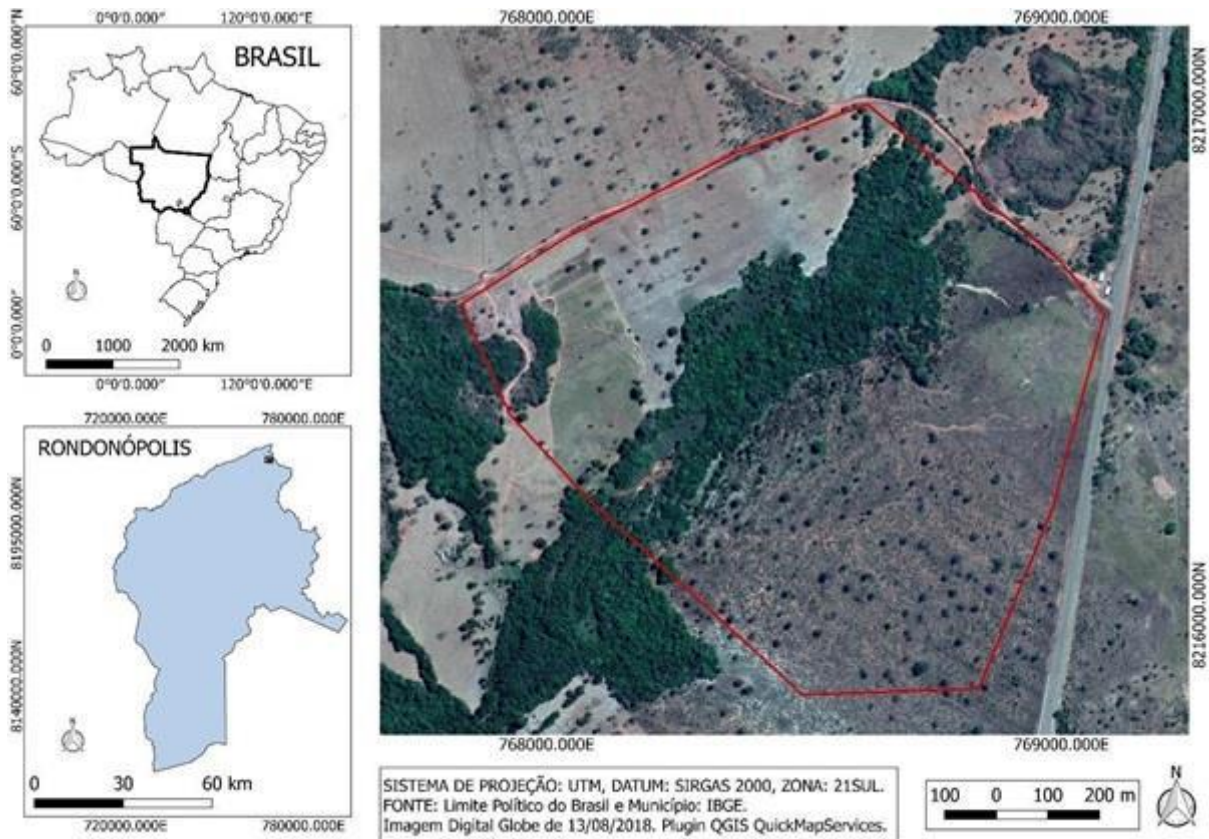 0°0'0.000" 120°0'0.000"E
60°0'0.000"N
60°0'0.000"S
0°0'0.000"
BRASIL
N
0 1000 2000 km
0°0'0.000" 120°0'0.000"E
720000.000E 780000.000E
8195000.000N
8140000.000N
RONDONÓPOLIS
N
0 30 60 km
720000.000E 780000.000E
768000.000E 769000.000E
8217000.000N
8216000.000N
768000.000E 769000.000E
SISTEMA DE PROJEÇÃO: UTM, DATUM: SIRGAS 2000, ZONA: 21SUL.
FONTE: Limite Político do Brasil e Município: IBGE.
Imagem Digital Globe de 13/08/2018. Plugin QGIS QuickMapServices.
100 0 100 200 m
N